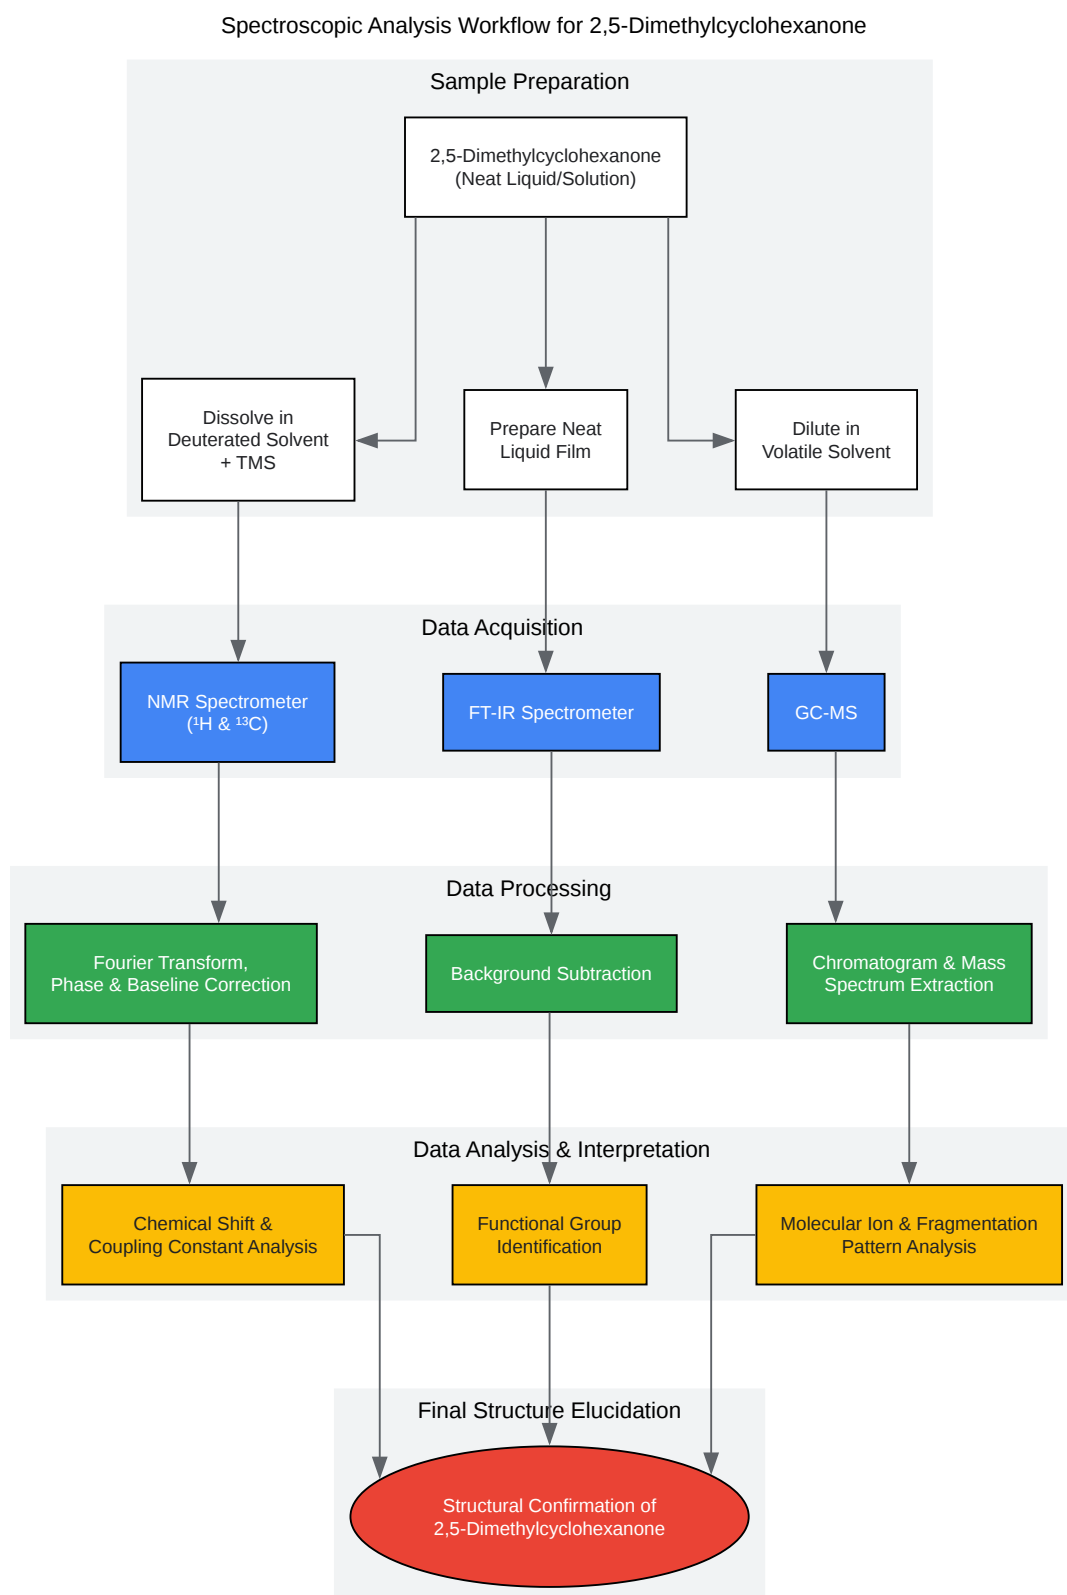 Spectroscopic Analysis Workflow for 2,5-Dimethylcyclohexanone
Sample Preparation
2,5-Dimethylcyclohexanone
(Neat Liquid/Solution)
Dissolve in
Deuterated Solvent
+ TMS
Prepare Neat
Liquid Film
Dilute in
Volatile Solvent
Data Acquisition
NMR Spectrometer
(¹H & ¹³C)
FT-IR Spectrometer
GC-MS
Data Processing
Fourier Transform,
Phase & Baseline Correction
Background Subtraction
Chromatogram & Mass
Spectrum Extraction
Data Analysis & Interpretation
Chemical Shift &
Coupling Constant Analysis
Functional Group
Identification
Molecular Ion & Fragmentation
Pattern Analysis
Final Structure Elucidation
Structural Confirmation of
2,5-Dimethylcyclohexanone